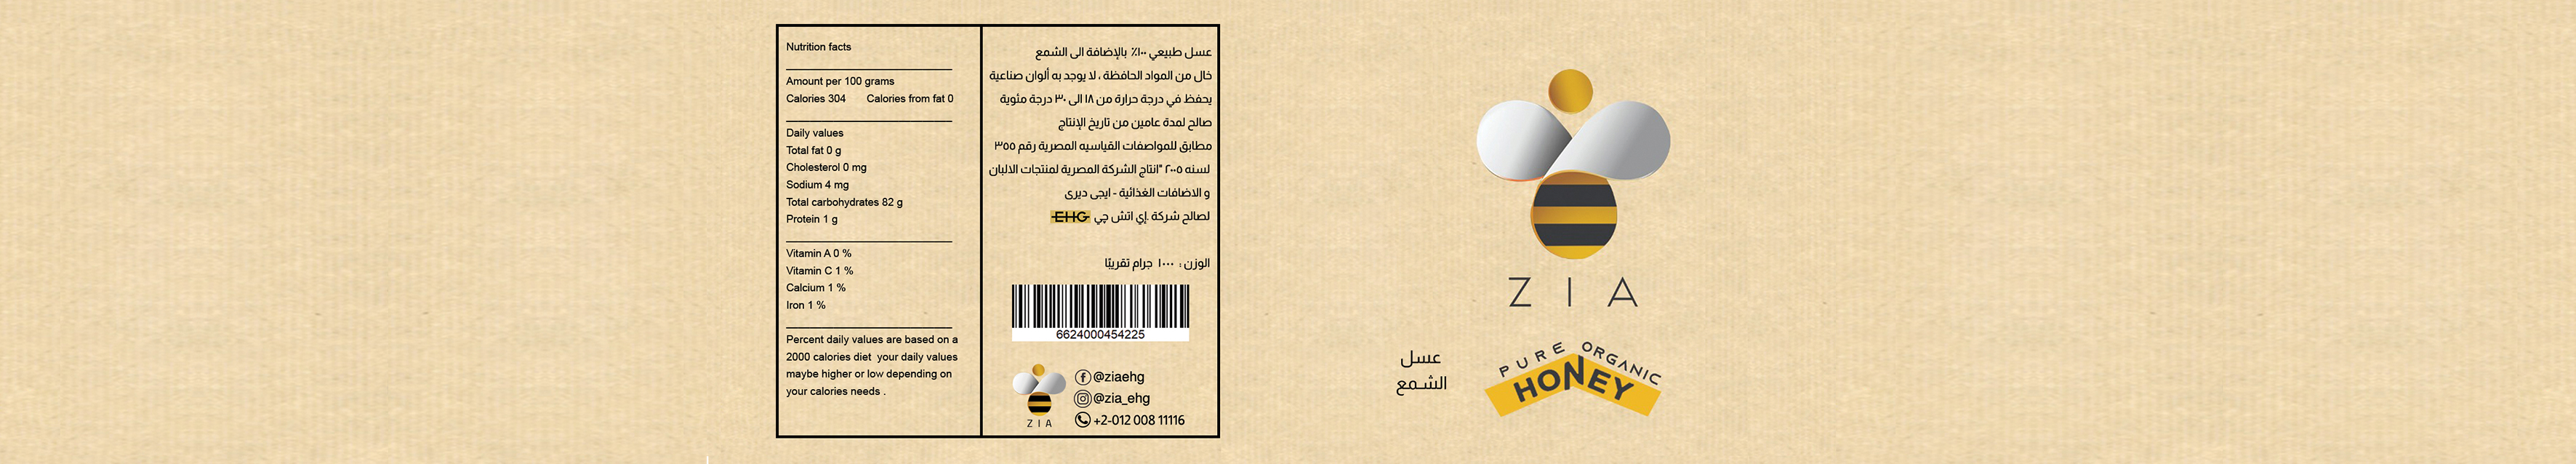 Nutrition facts
Amount per 100 grams
Calories 304 Calories from fat 0
Daily values
Total fat 0 g
Cholesterol 0 mg
Sodium 4 mg
Total carbohydrates 82 g
Protein 1 g
Vitamin A 0 %
Vitamin C 1 %
Calcium 1 %
Iron 1 %
Percent daily values are based on a
2000 calories diet your daily values
maybe higher or low depending on
your calories needs .
عسل طبيعي ١٠٠٪ بالإضافة الى الشمع
خال من المواد الحافظة ، لا يوجد به ألوان صناعية
يحفظ في درجة حرارة من ١٨ الى ٣٠ درجة مئوية
صالح لمدة عامين من تاريخ الإنتاج
مطابق للمواصفات القياسيه المصرية رقم ٣٥٥
لسنه ٢٠٠٥ "انتاج الشركة المصرية لمنتجات الالبان
و الاضافات الغذائية - ايجى ديرى
لصالح شركة .إي اتش چي EHG
الوزن : ١٠٠٠ جرام تقريبًا
6624000454225
@ziaehg
@zia_ehg
+2-012 008 11116
ZIA
ZIA
عسل
الشمع
PURE ORGANIC
HONEY